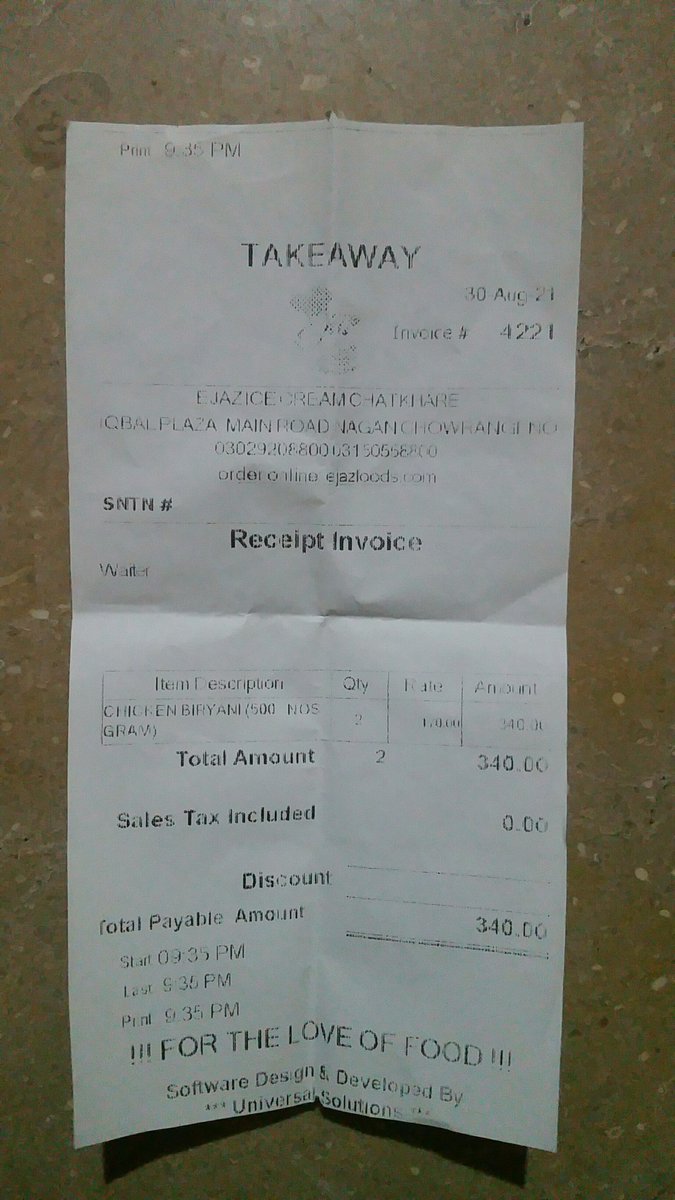 Print 9:35 PM
TAKEAWAY
30-Aug-21
Invoice # 4221
EJAZ ICE CREAM CHATKHARE
IQBAL PLAZA MAIN ROAD NAGAN CHOWRANGI NO
03029208800 03150558800
order online ejazfoods.com
SNTN #
Receipt Invoice
Waiter
Item Description Qty Rate Amount
CHICKEN BIRYANI (500 NOS 2 170.00 340.00
GRAM)
Total Amount 2 340.00
Sales Tax Included 0.00
Discount
Total Payable Amount 340.00
Start 09:35 PM
Last 9:35 PM
Print 9:35 PM
!!! FOR THE LOVE OF FOOD !!!
Software Design & Developed By
*** Universal Solutions ***